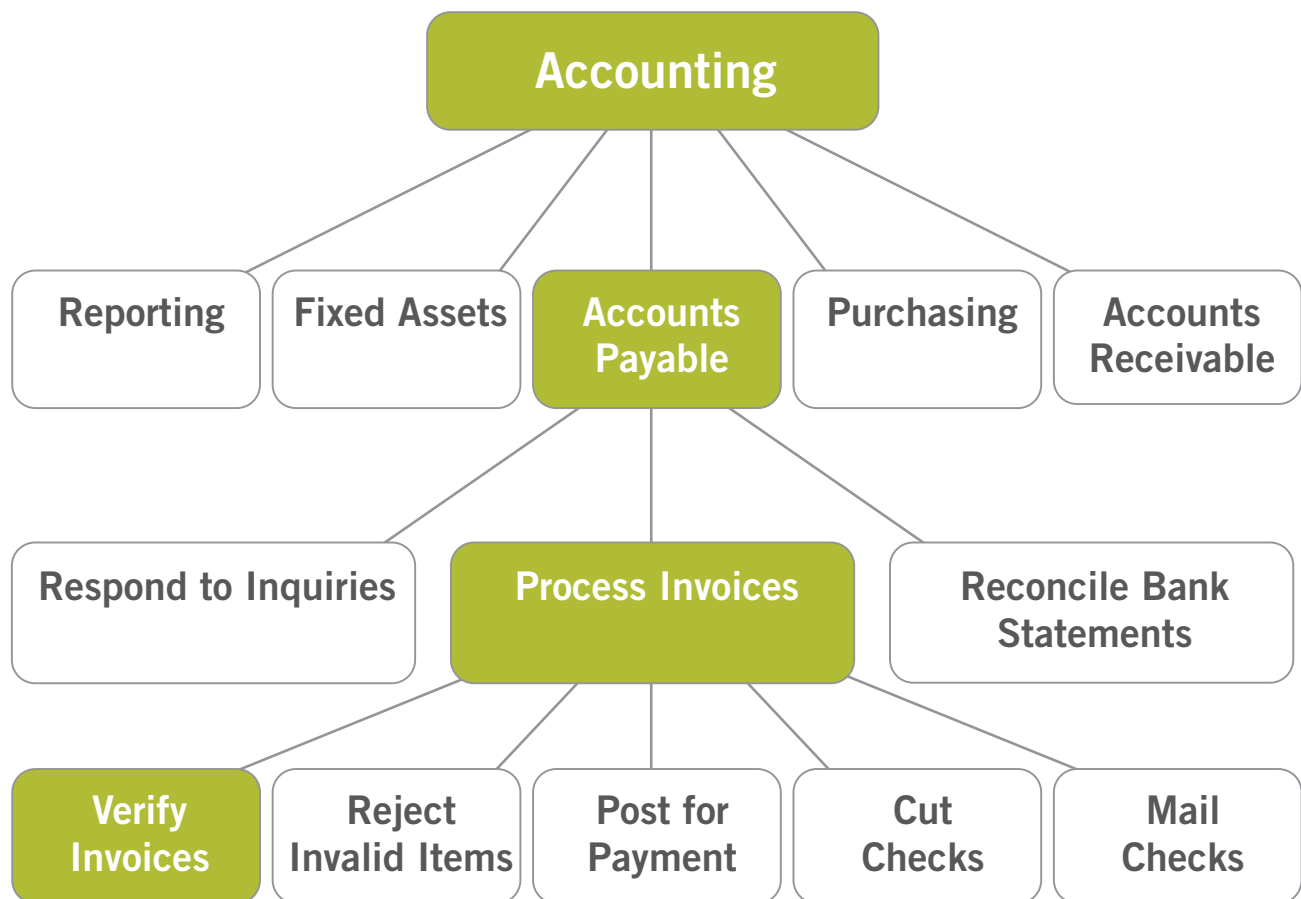 Accounting
Reporting
Fixed Assets
Accounts
Payable
Purchasing
Accounts
Receivable
Respond to Inquiries
Process Invoices
Reconcile Bank
Statements
Verify
Invoices
Reject
Invalid Items
Post for
Payment
Cut
Checks
Mail
Checks